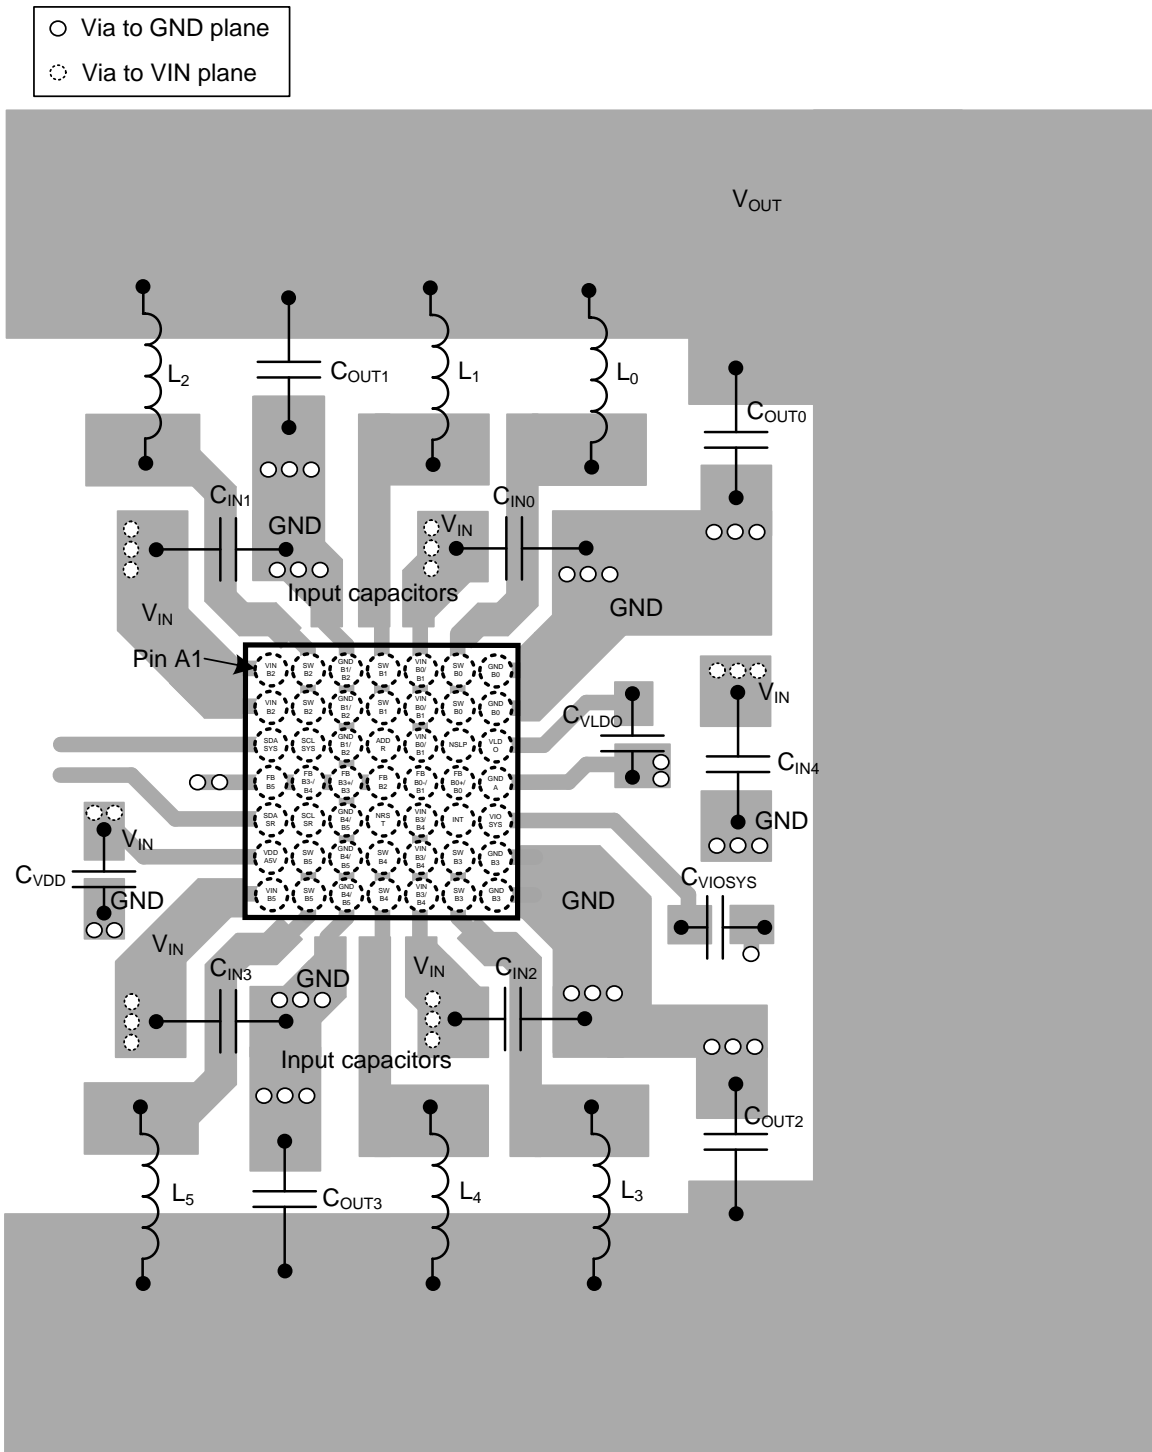 Via to GND plane
Via to VIN plane
VOUT
L2
COUT1
L1
L0
COUT0
CIN1
GND
VIN
CIN0
Input capacitors
GND
VIN
Pin A1
VIN B2
SW B2
GND B1/ B2
SW B1
VIN B0/ B1
SW B0
GND B0
VIN B2
SW B2
GND B1/ B2
SW B1
VIN B0/ B1
SW B0
GND B0
VIN
CVLDO
SDA SYS
SCL SYS
GND B1/ B2
ADD R
VIN B0/ B1
NSLP
VLD O
CIN4
FB B5
FB B3-/ B4
FB B3+/ B3
FB B2
FB B0-/ B1
FB B0+/ B0
GND A
SDA SR
SCL SR
GND B4/ B5
NRS T
VIN B3/ B4
INT
VIO SYS
GND
VIN
VDD A5V
SW B5
GND B4/ B5
SW B4
VIN B3/ B4
SW B3
GND B3
CVDD
CVIOSYS
GND
VIN B5
SW B5
GND B4/ B5
SW B4
VIN B3/ B4
SW B3
GND B3
GND
VIN
CIN3
GND
VIN
CIN2
Input capacitors
COUT2
L5
COUT3
L4
L3